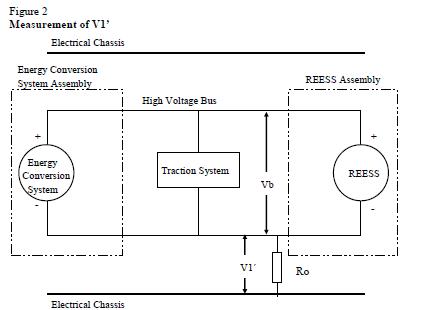 Figure 2
Measurement of V1’
Electrical Chassis
Energy Conversion
System Assembly
REESS Assembly
High Voltage Bus
+
+
Energy
Conversion
System
Traction System
Vb
REESS
-
-
V1´
Ro
Electrical Chassis